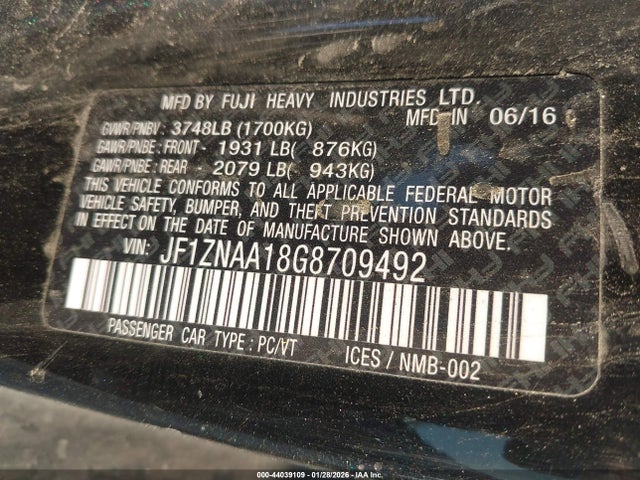 MFD BY FUJI HEAVY INDUSTRIES LTD.
MFD IN 06/16
GVWR/PNBV : 3748LB (1700KG)
GAWR/PNBE: FRONT- 1931 LB( 876KG)
GAWR/PNBE: REAR - 2079 LB( 943KG)
THIS VEHICLE CONFORMS TO ALL APPLICABLE FEDERAL MOTOR
VEHICLE SAFETY, BUMPER, AND THEFT PREVENTION STANDARDS
IN EFFECT ON THE DATE OF MANUFACTURE SHOWN ABOVE.
VIN: JF1ZNAA18G8709492
PASSENGER CAR TYPE : PC/VT ICES / NMB-002
000-44039109 | 01/28/2026 | IAA Inc.